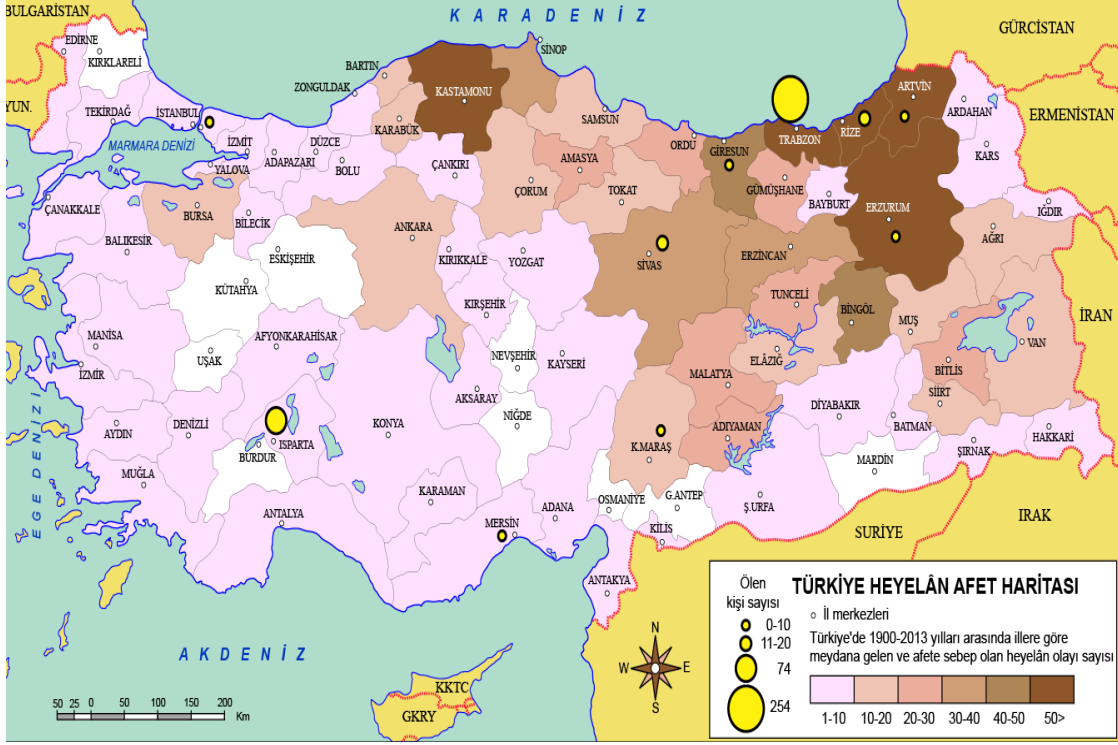 BULGARİSTAN
KARADENİZ
GÜRCİSTAN
EDİRNE
KIRKLARELİ
SİNOP
BARTIN
ZONGULDAK
KASTAMONU
ARTVİN
YUN.
TEKİRDAĞ
İSTANBUL
KARABÜK
SAMSUN
TRABZON
RİZE
ARDAHAN
ERMENİSTAN
MARMARA DENİZİ
İZMİT
DÜZCE
ADAPAZARI
BOLU
YALOVA
ÇANKIRI
AMASYA
ORDU
GİRESUN
KARS
ÇANAKKALE
BURSA
BİLECİK
ÇORUM
TOKAT
GÜMÜŞHANE
BAYBURT
IĞDIR
BALIKESİR
ESKİŞEHİR
ANKARA
KIRIKKALE
YOZGAT
SİVAS
ERZİNCAN
ERZURUM
AĞRI
KÜTAHYA
KIRŞEHİR
TUNCELİ
BİNGÖL
MUŞ
VAN
İRAN
MANİSA
AFYONKARAHİSAR
UŞAK
NEVŞEHİR
KAYSERİ
ELÂZIĞ
BİTLİS
İZMİR
MALATYA
SİİRT
EGE DENİZİ
AYDIN
DENİZLİ
ISPARTA
BURDUR
KONYA
AKSARAY
NİĞDE
K.MARAŞ
ADIYAMAN
DİYABAKIR
BATMAN
ŞIRNAK
HAKKARİ
MUĞLA
MARDİN
ANTALYA
KARAMAN
MERSİN
ADANA
OSMANİYE
G.ANTEP
KİLİS
Ş.URFA
ANTAKYA
SURİYE
IRAK
AKDENİZ
KKTC
GKRY
50 25 0 50 100 150 200
Km
N
W E
S
Ölen
kişi sayısı
0-10
11-20
74
254
TÜRKİYE HEYELÂN AFET HARİTASI
İl merkezleri
Türkiye'de 1900-2013 yılları arasında illere göre
meydana gelen ve afete sebep olan heyelân olayı sayısı
1-10 10-20 20-30 30-40 40-50 50>